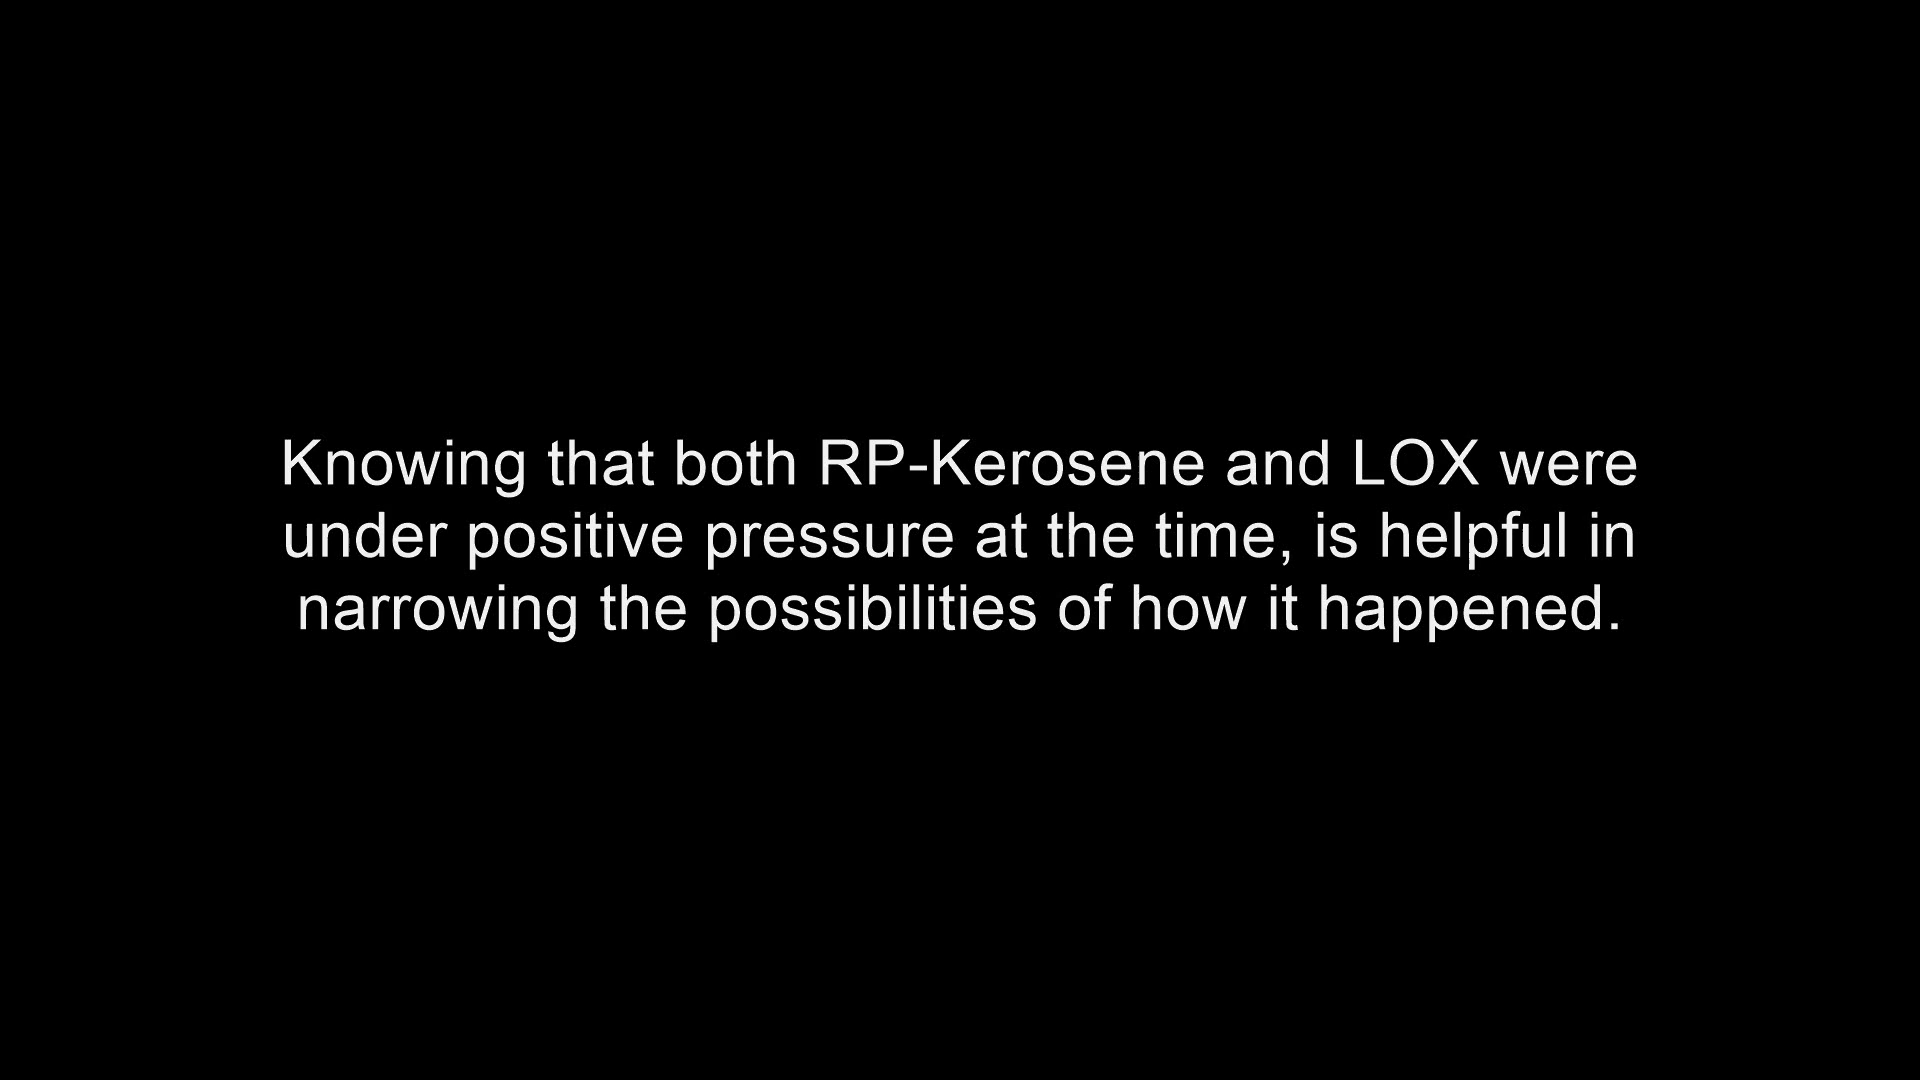 Knowing that both RP-Kerosene and LOX were
under positive pressure at the time, is helpful in
narrowing the possibilities of how it happened.